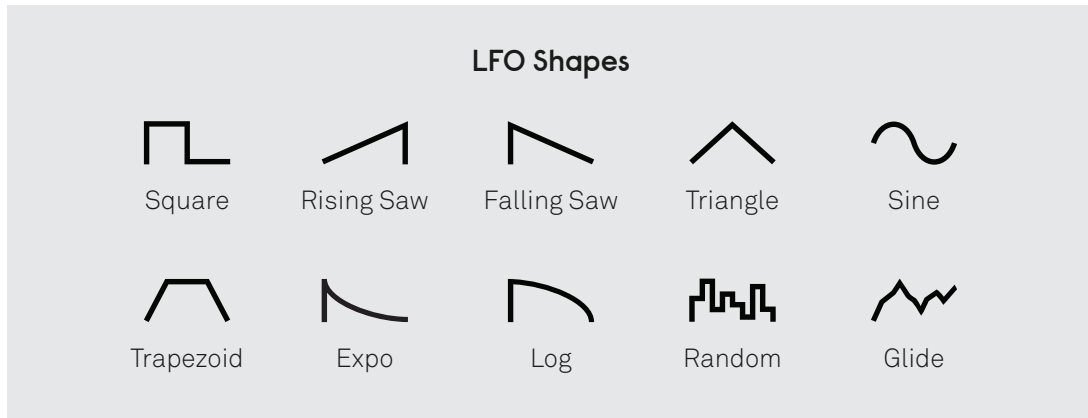 LFO Shapes
Square Rising Saw Falling Saw Triangle Sine
Trapezoid Expo Log Random Glide